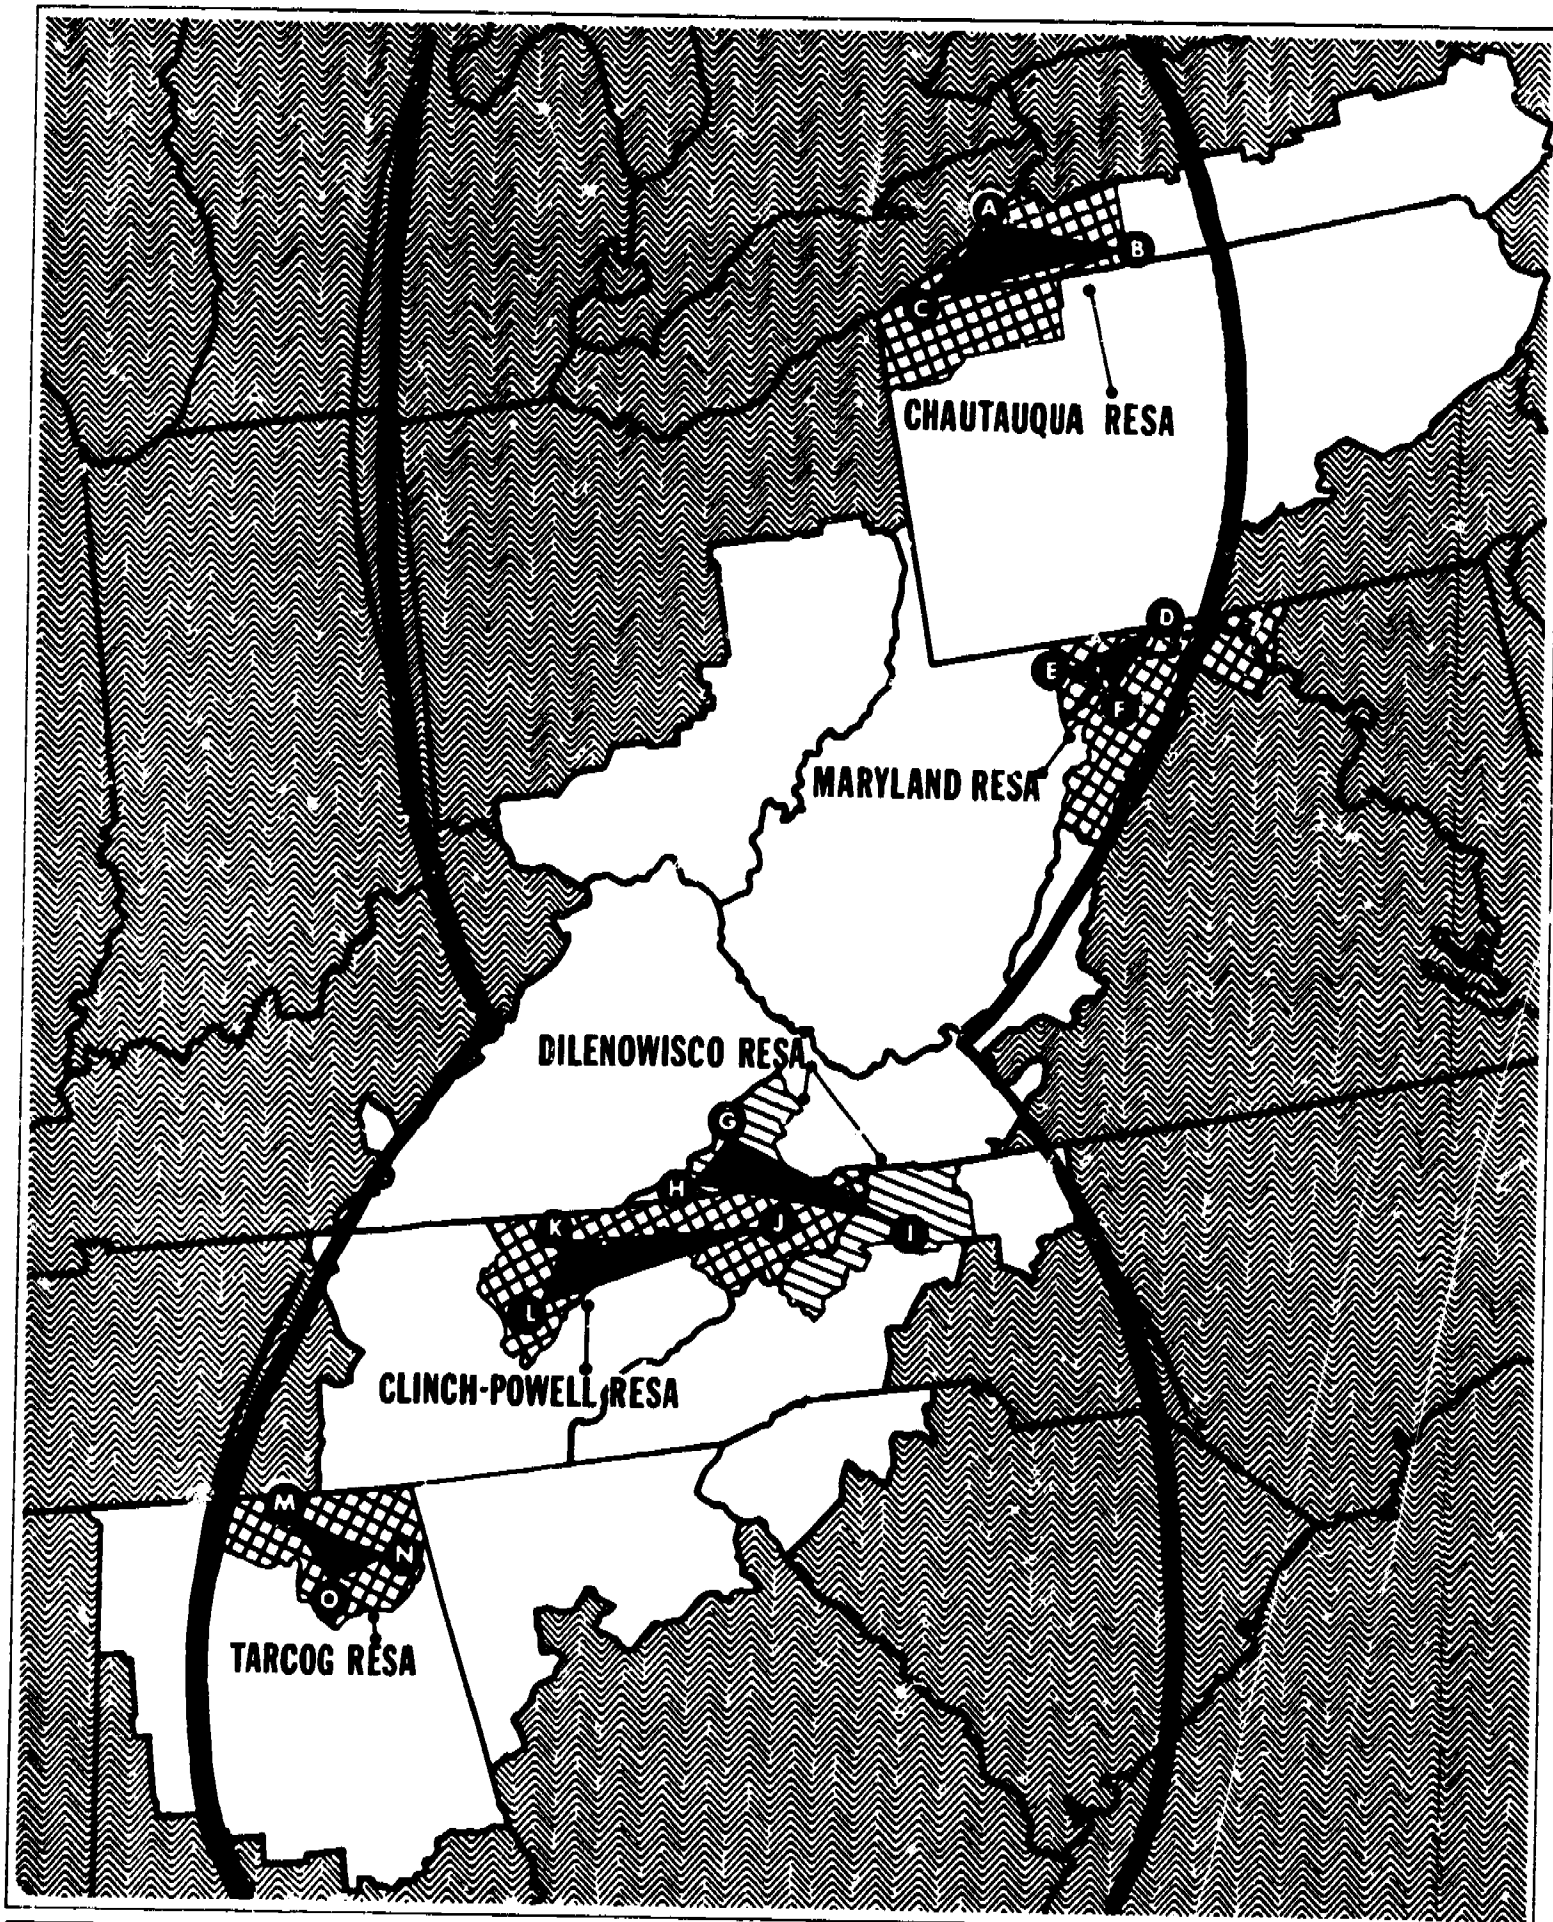 A
B
C
CHAUTAUQUA RESA
D
E
F
MARYLAND RESA
DILENOWISCO RESA
G
H
I
K
J
L
CLINCH-POWELL RESA
M
N
O
TARCOG RESA